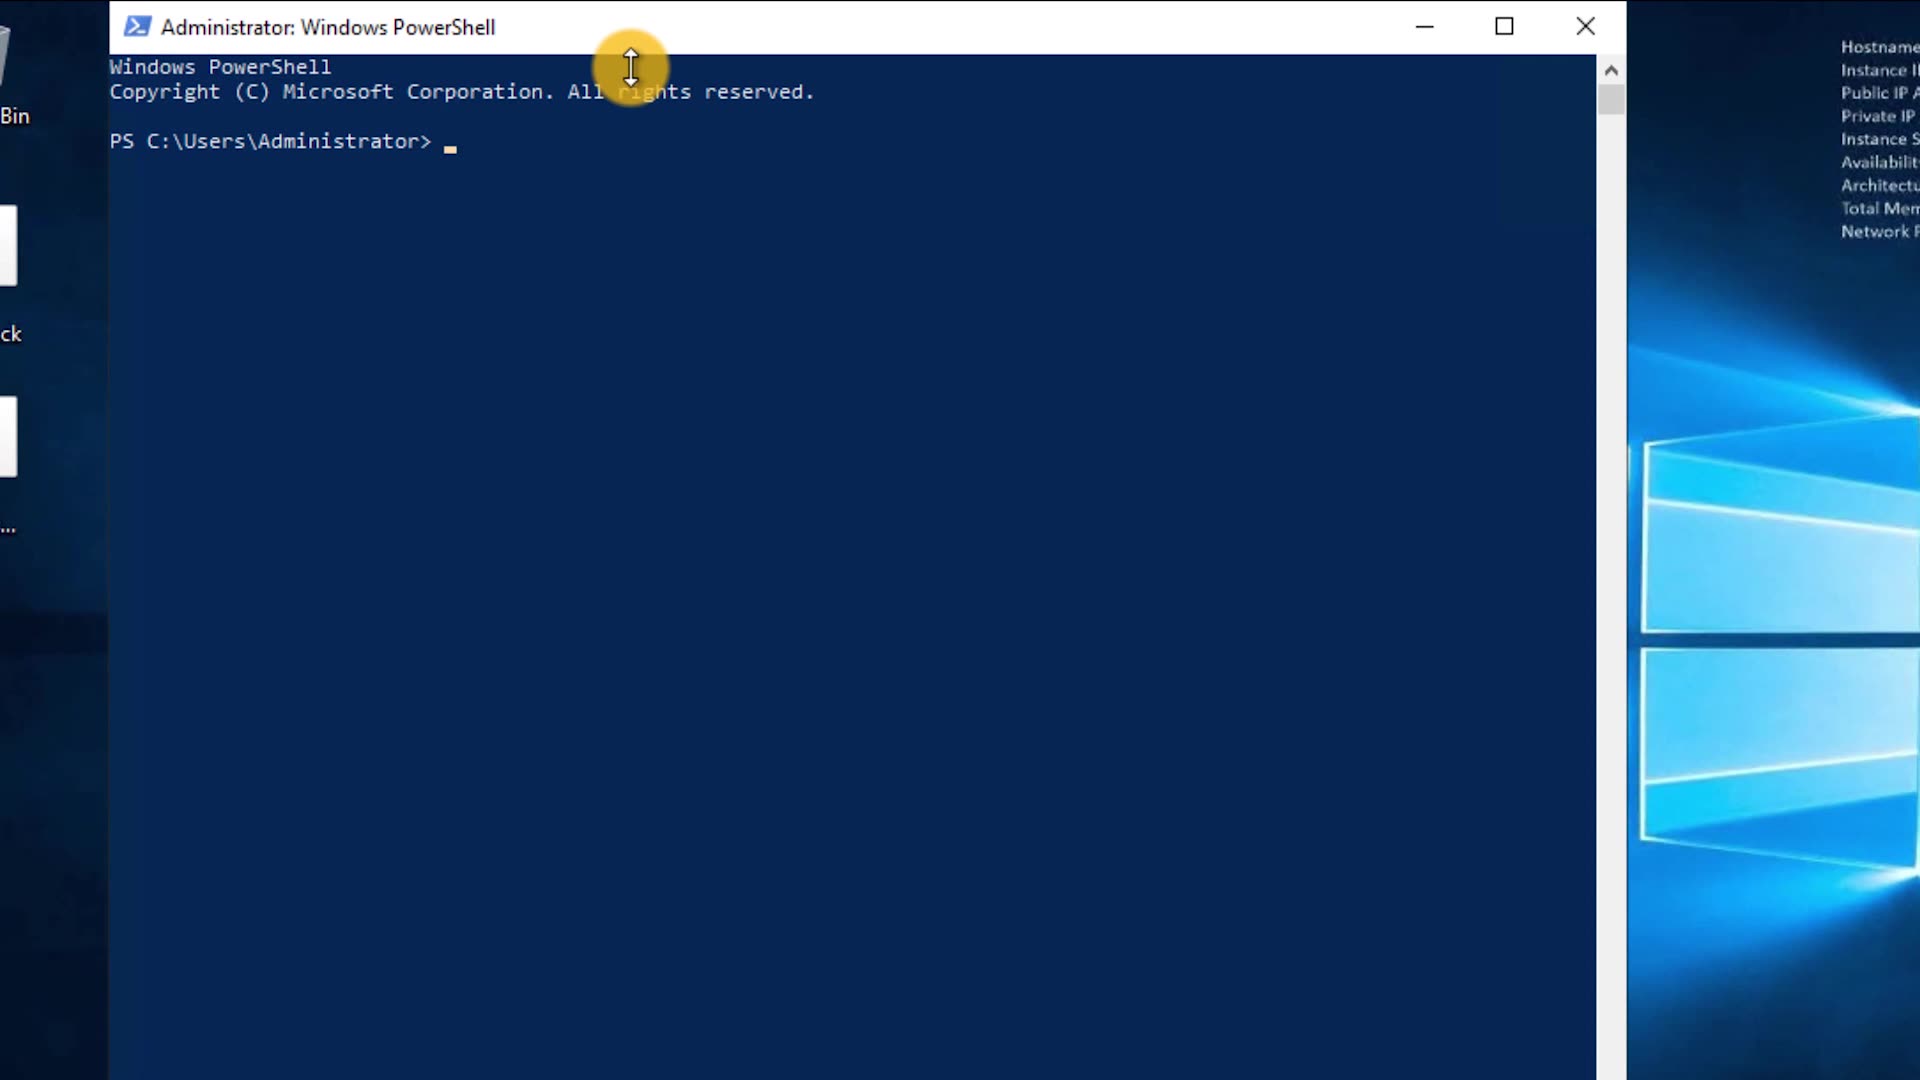 Administrator: Windows PowerShell
Windows PowerShell
Copyright (C) Microsoft Corporation. All rights reserved.
PS C:\Users\Administrator>
Bin
ck
...
Hostname
Instance I
Public IP A
Private IP
Instance S
Availabilit
Architectu
Total Mem
Network P